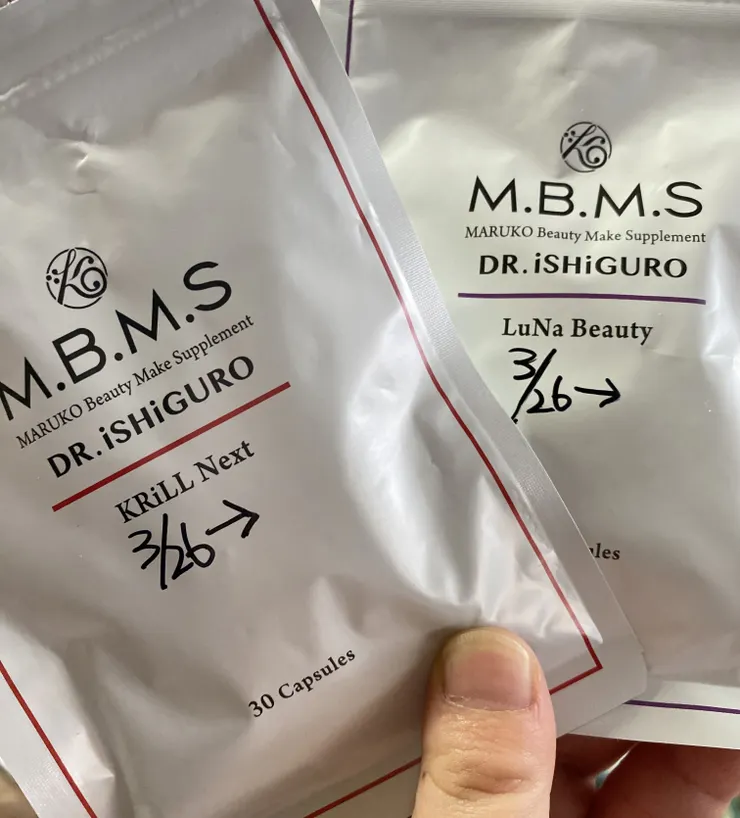 M.B.M.S
MARUKO Beauty Make Supplement
DR.iSHiGURO
KRiLL Next
3/26→
30 Capsules
M.B.M.S
MARUKO Beauty Make Supplement
DR.iSHiGURO
LuNa Beauty
3/26→
ules